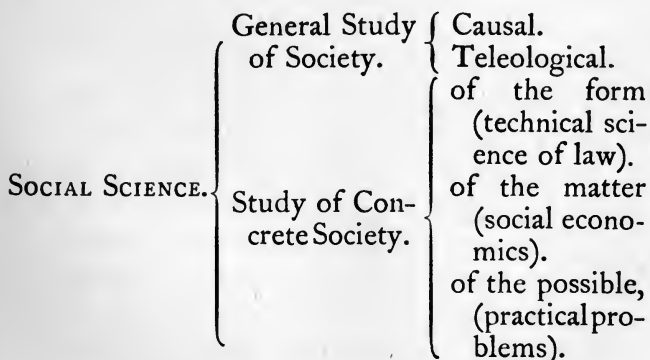 SOCIAL SCIENCE.
General Study
of Society.
Causal.
Teleological.
Study of Con-
crete Society.
of the form
(technical sci-
ence of law).
of the matter
(social econo-
mics).
of the possible,
(practical pro-
blems).